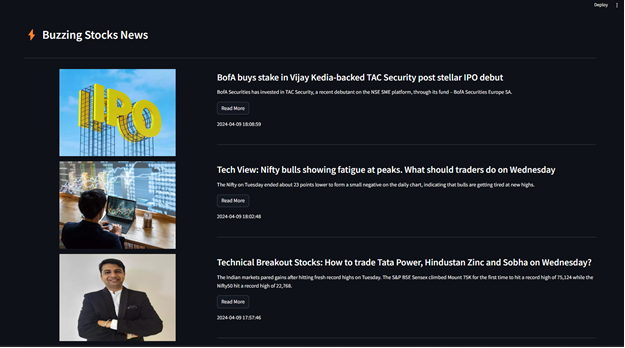 Deploy
Buzzing Stocks News
IPO
BofA buys stake in Vijay Kedia-backed TAC Security post stellar IPO debut
BofA Securities has invested in TAC Security, a recent debutant on the NSE SME platform, through its fund – BofA Securities Europe SA.
Read More
2024-04-09 18:08:59
Tech View: Nifty bulls showing fatigue at peaks. What should traders do on Wednesday
The Nifty on Tuesday ended about 23 points lower to form a small negative on the daily chart, indicating that bulls are getting tired at new highs.
Read More
2024-04-09 18:02:48
Technical Breakout Stocks: How to trade Tata Power, Hindustan Zinc and Sobha on Wednesday?
The Indian markets pared gains after hitting fresh record highs on Tuesday. The S&P BSE Sensex climbed Mount 75K for the first time to hit a record high of 75,124 while the
Nifty50 hit a record high of 22,768.
Read More
2024-04-09 17:57:46